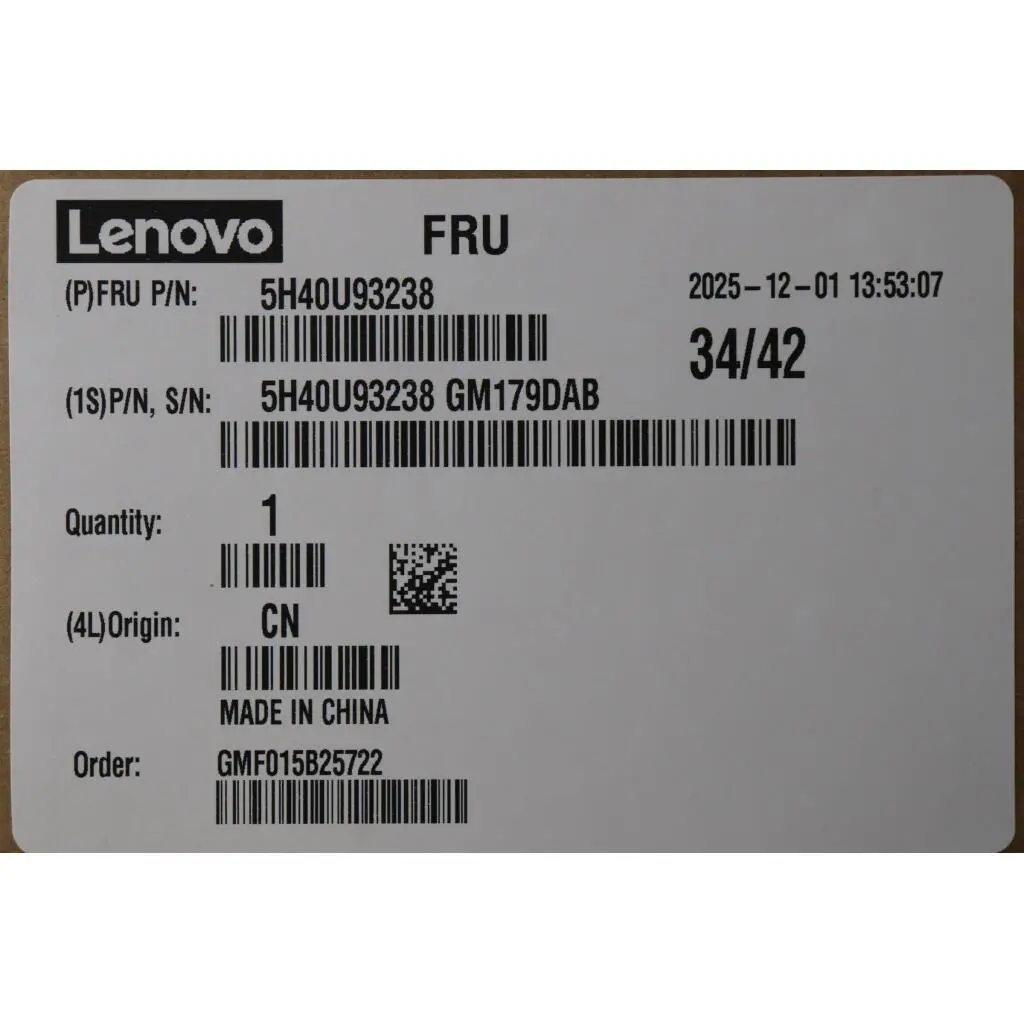 Lenovo FRU
(P)FRU P/N: 5H40U93238 2025-12-01 13:53:07
34/42
(1S)P/N, S/N: 5H40U93238 GM179DAB
Quantity: 1
(4L)Origin: CN
MADE IN CHINA
Order: GMF015B25722